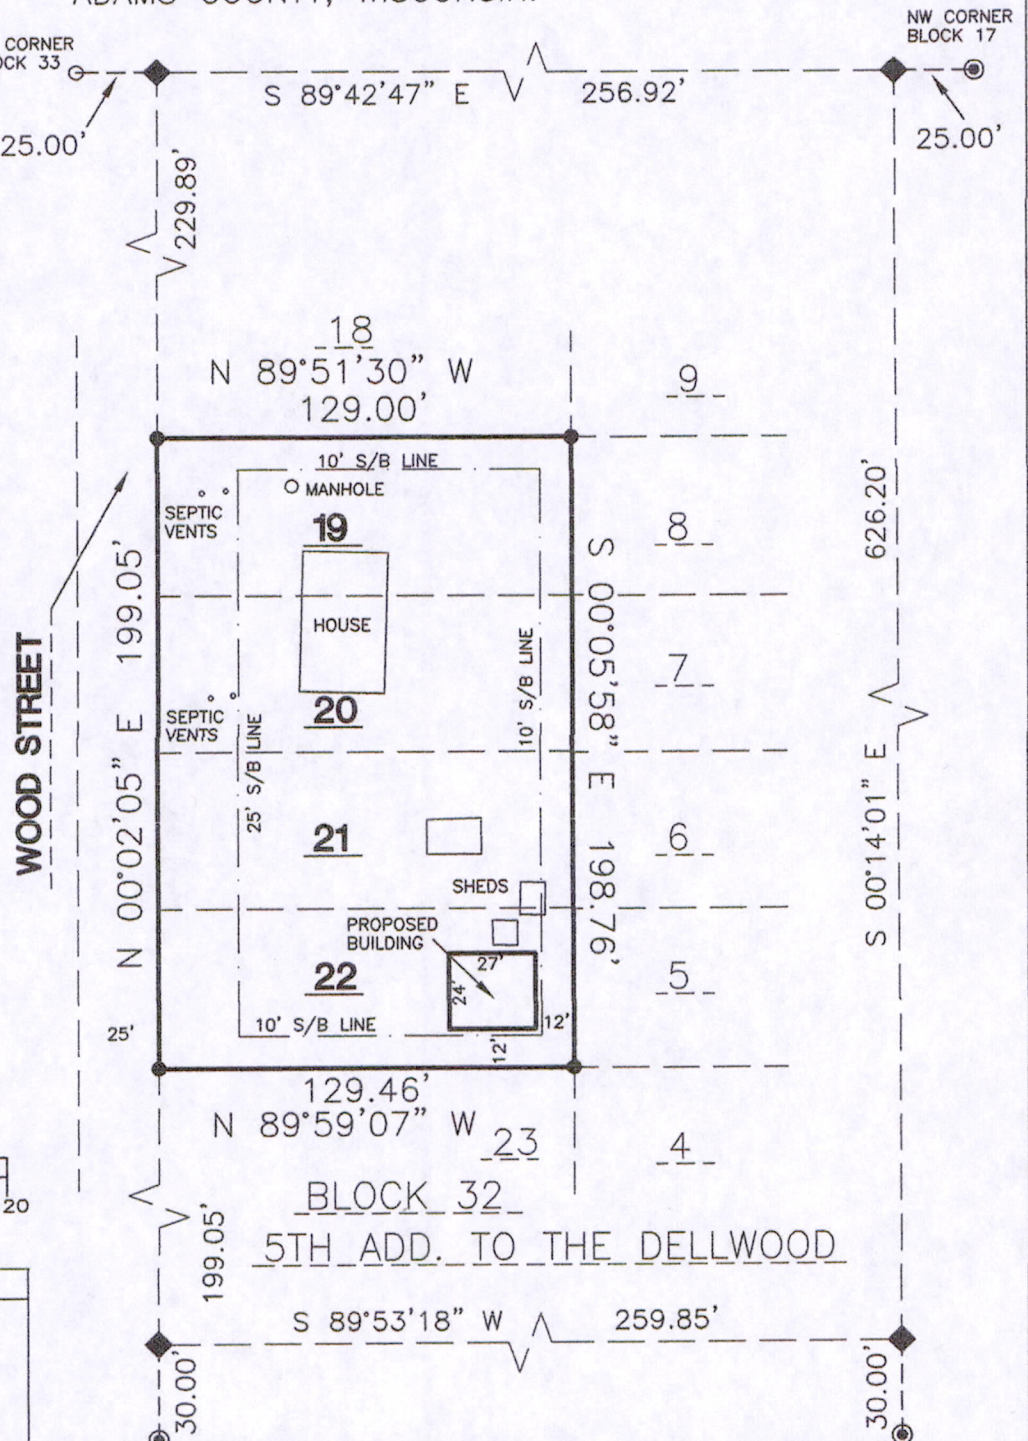 NW CORNER
CORNER
BLOCK 17
33
S 89°42'47" E
256.92'
25.00'
25.00'
229.89'
18
N 89°51'30" W
129.00'
9
10' S/B LINE
MANHOLE
SEPTIC
VENTS
19
8
626.20'
HOUSE
199.05'
S 00°05'58" E 198.76'
10' S/B LINE
7
20
WOOD STREET
SEPTIC
VENTS
25' S/B LINE
N 00°02'05" E
21
6
S 00°14'01" E
SHEDS
PROPOSED
BUILDING
22
27'
24'
5
10' S/B LINE
12'
12'
25'
129.46'
N 89°59'07" W
23
4
BLOCK 32
20
5TH ADD. TO THE DELLWOOD
199.05'
S 89°53'18" W
259.85'
30.00'
30.00'